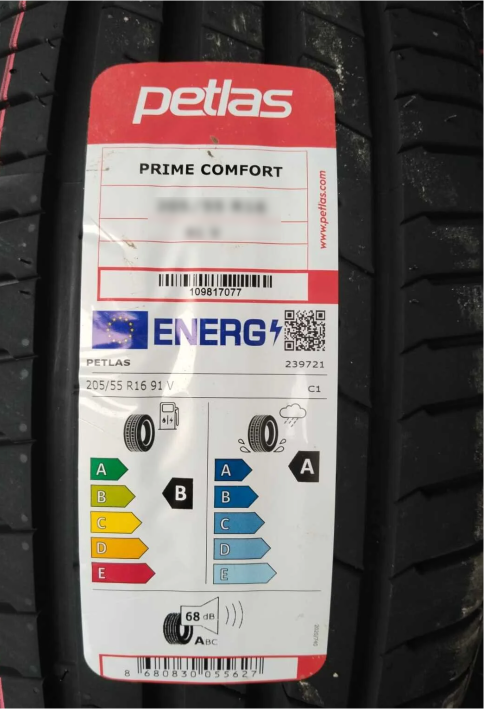 petlas
PRIME COMFORT
www.petlas.com
109817077
ENERG
PETLAS 239721
205/55 R16 91 V C1
A
B
C
D
E
B
A
B
C
D
E
A
68 dB
ABC
8 680830 055627